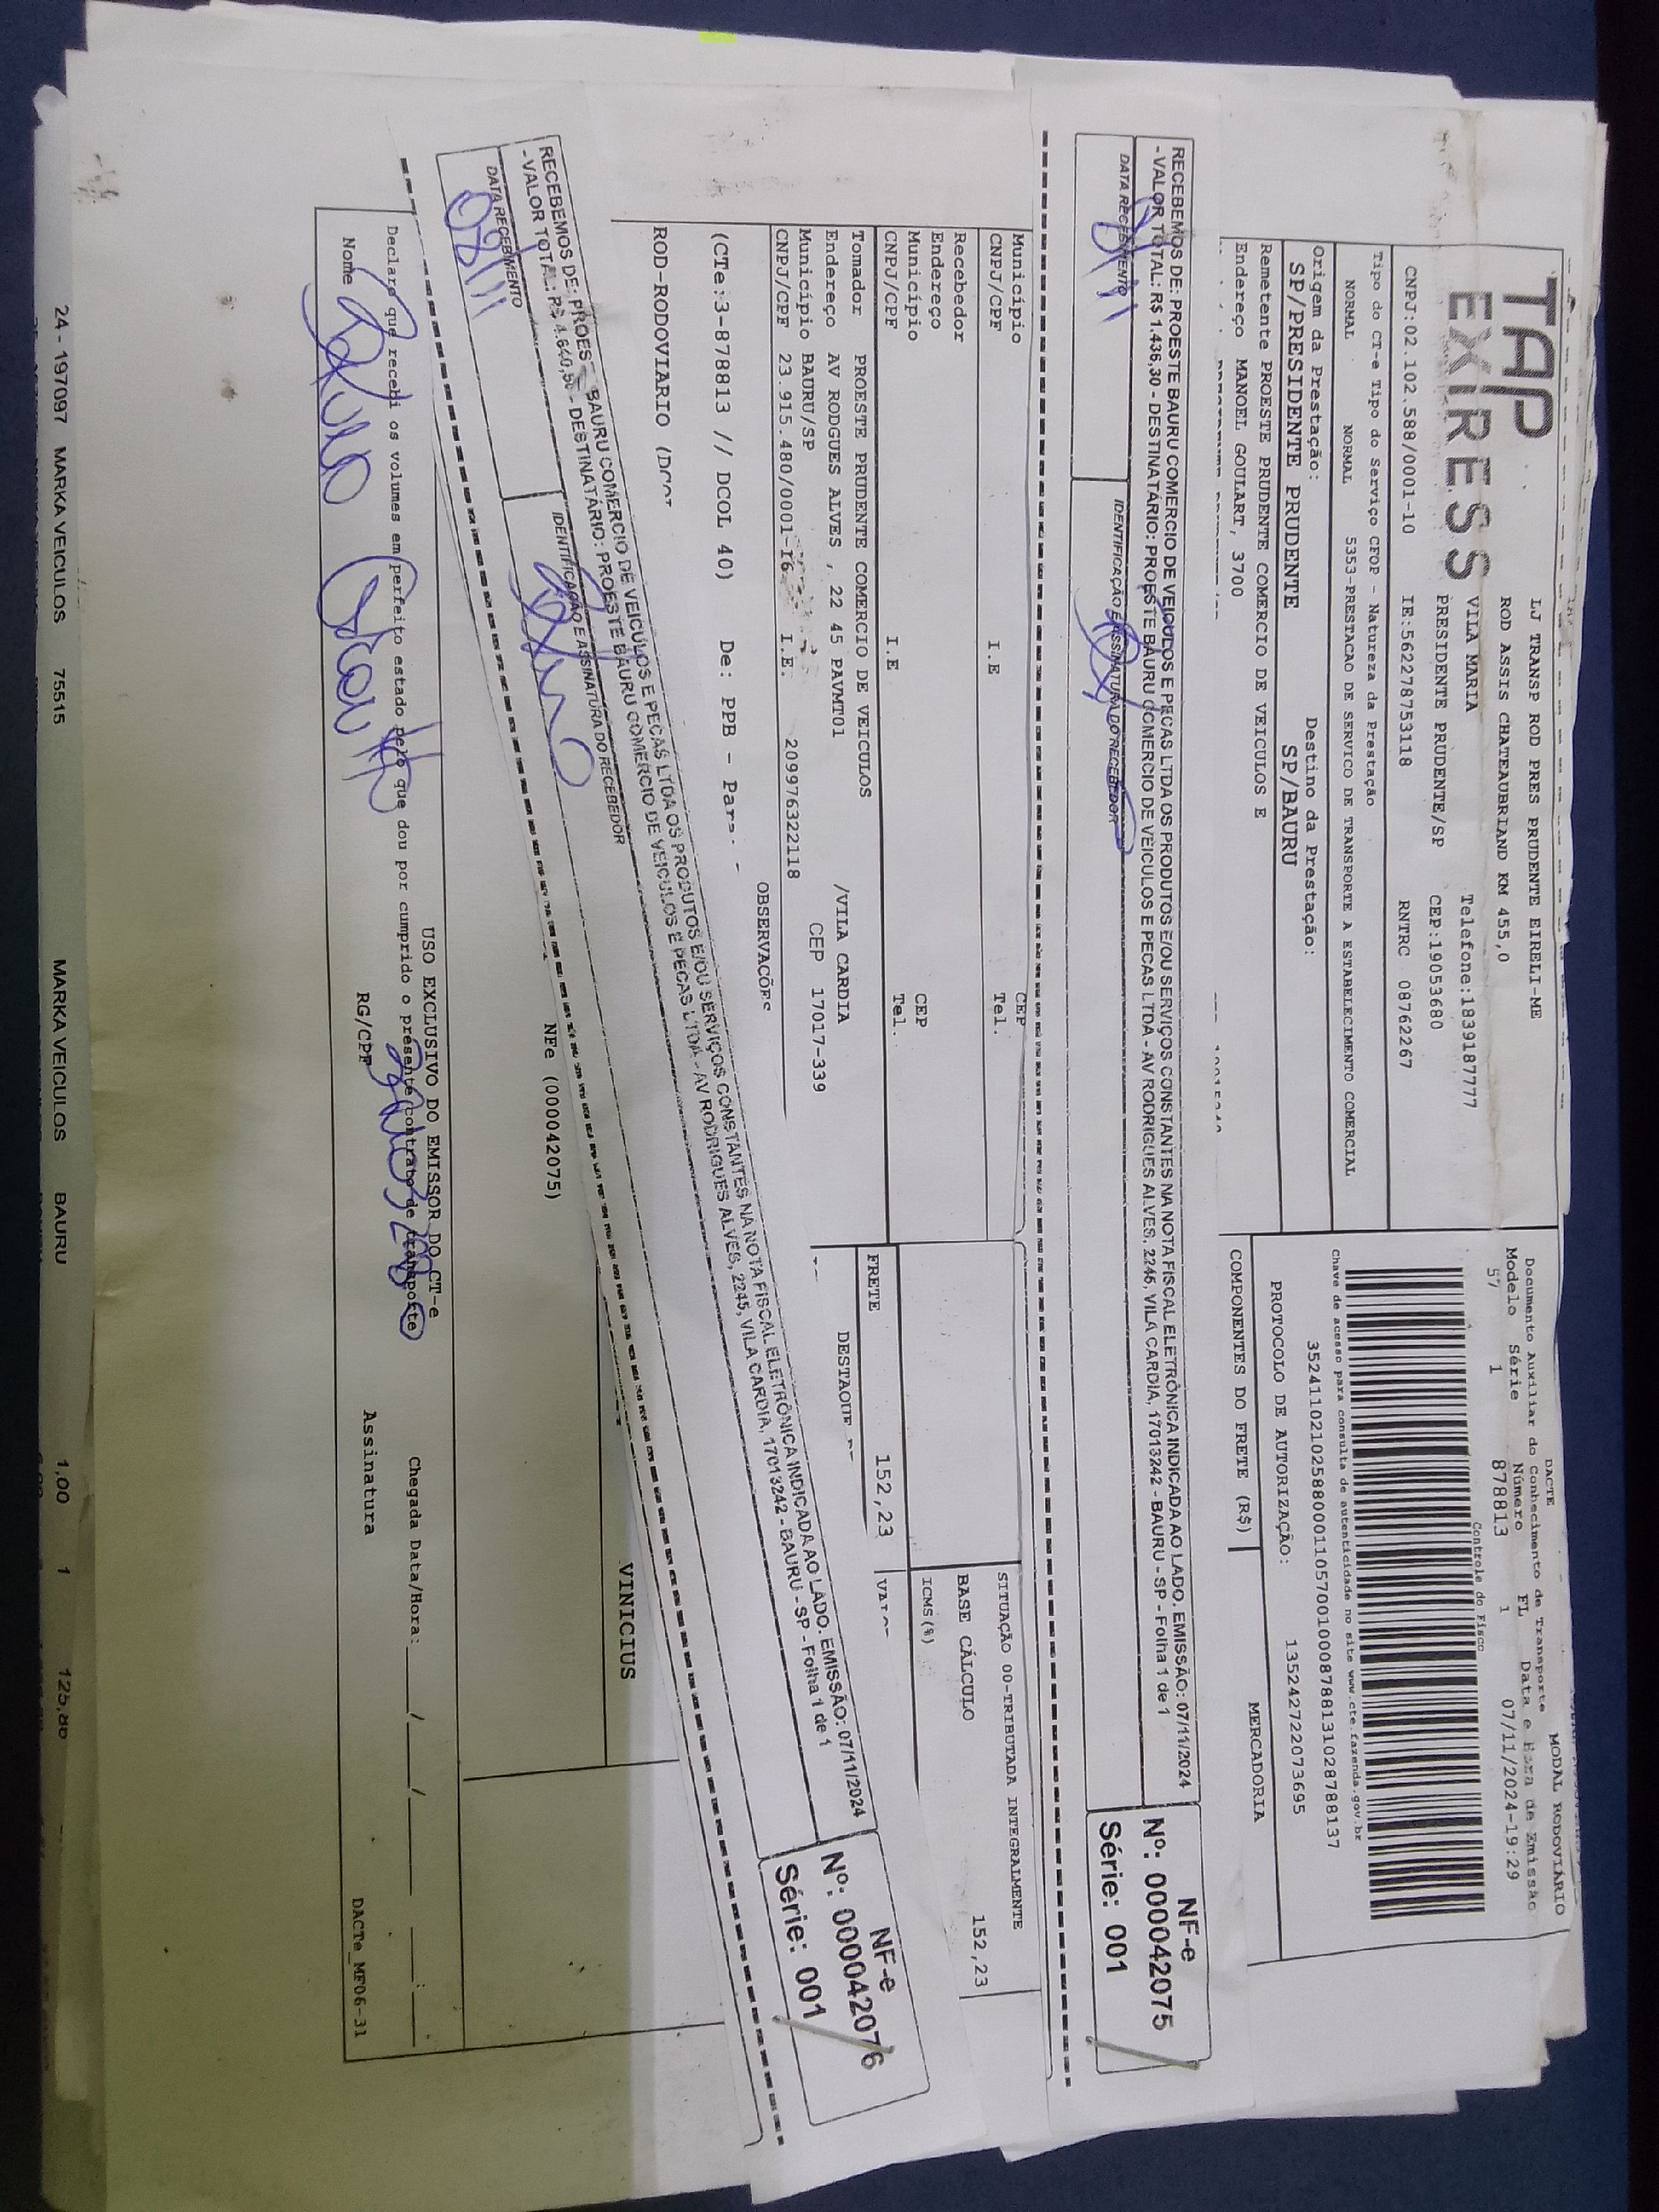 TAP
EXPRESS
LJ TRANSP ROD PRES PRUDENTE EIRELI-ME
ROD ASSIS CHATEAUBRIAND KM 455,0
VILA MARIA Telefone:1839187777
PRESIDENTE PRUDENTE/SP CEP:19053680
CNPJ:02.102.588/0001-10 IE:562278753118 RNTRC 08762267
Tipo do CT-e Tipo do Serviço CFOP - Natureza da Prestação
NORMAL NORMAL 5353-PRESTACAO DE SERVICO DE TRANSPORTE A ESTABELECIMENTO COMERCIAL
Origem da Prestação: Destino da Prestação:
SP/PRESIDENTE PRUDENTE SP/BAURU
Remetente PROESTE PRUDENTE COMERCIO DE VEICULOS E
Endereço MANOEL GOULART, 3700
DACTE MODAL RODOVIÁRIO
Documento Auxiliar do Conhecimento de Transporte
Modelo Série Número FL Data e Hora de Emissão
57 1 878813 1 07/11/2024-19:29
Controle do Fisco
Chave de acesso para consulta de autenticidade no site www.cte.fazenda.gov.br
35241102102588000110570010008788131028788137
PROTOCOLO DE AUTORIZAÇÃO: 135242722073695
COMPONENTES DO FRETE (R$) MERCADORIA
RECEBEMOS DE: PROESTE BAURU COMERCIO DE VEICULOS E PECAS LTDA OS PRODUTOS E/OU SERVIÇOS CONSTANTES NA NOTA FISCAL ELETRÔNICA INDICADA AO LADO. EMISSÃO: 07/11/2024
- VALOR TOTAL: R$ 1.436,30 - DESTINATÁRIO: PROESTE BAURU COMERCIO DE VEICULOS E PECAS LTDA - AV RODRIGUES ALVES, 2245, VILA CARDIA, 17013242 - BAURU - SP - Folha 1 de 1
DATA RECEBIMENTO IDENTIFICAÇÃO E ASSINATURA DO RECEBEDOR
NF-e
Nº: 000042075
Série: 001
Município CEP
CNPJ/CPF I.E Tel.
Recebedor
Endereço
Município CEP
CNPJ/CPF I.E Tel.
SITUAÇÃO 00-TRIBUTADA INTEGRALMENTE
BASE CÁLCULO 152,23
ICMS(%)
Tomador PROESTE PRUDENTE COMERCIO DE VEICULOS
Endereço AV RODGUES ALVES , 22 45 PAVMT01 /VILA CARDIA
Município BAURU/SP CEP 17017-339
CNPJ/CPF 23.915.480/0001-16 I.E. 209976322118
FRETE 152,23
OBSERVAÇÕES
(CTe:3-878813 // DCOL 40) De: PPB - Para:
ROD-RODOVIARIO
RECEBEMOS DE: PROESTE BAURU COMERCIO DE VEICULOS E PECAS LTDA OS PRODUTOS E/OU SERVIÇOS CONSTANTES NA NOTA FISCAL ELETRÔNICA INDICADA AO LADO. EMISSÃO: 07/11/2024
- VALOR TOTAL: R$ 4.640,50 - DESTINATÁRIO: PROESTE BAURU COMERCIO DE VEICULOS E PECAS LTDA - AV RODRIGUES ALVES, 2245, VILA CARDIA, 17013242 - BAURU - SP - Folha 1 de 1
DATA RECEBIMENTO IDENTIFICAÇÃO E ASSINATURA DO RECEBEDOR
08/11
NF-e
Nº: 000042076
Série: 001
VINICIUS
NFe (000042075)
USO EXCLUSIVO DO EMISSOR DO CT-e
Declaro que recebi os volumes em perfeito estado pero que dou por cumprido o presente contrato de transporte Chegada Data/Hora: ___/___/___ __:__
Nome RG/CPF Assinatura
DACTe_MF06-31
24 - 197097 MARKA VEICULOS 75515 MARKA VEICULOS BAURU 1,00 1 125,86